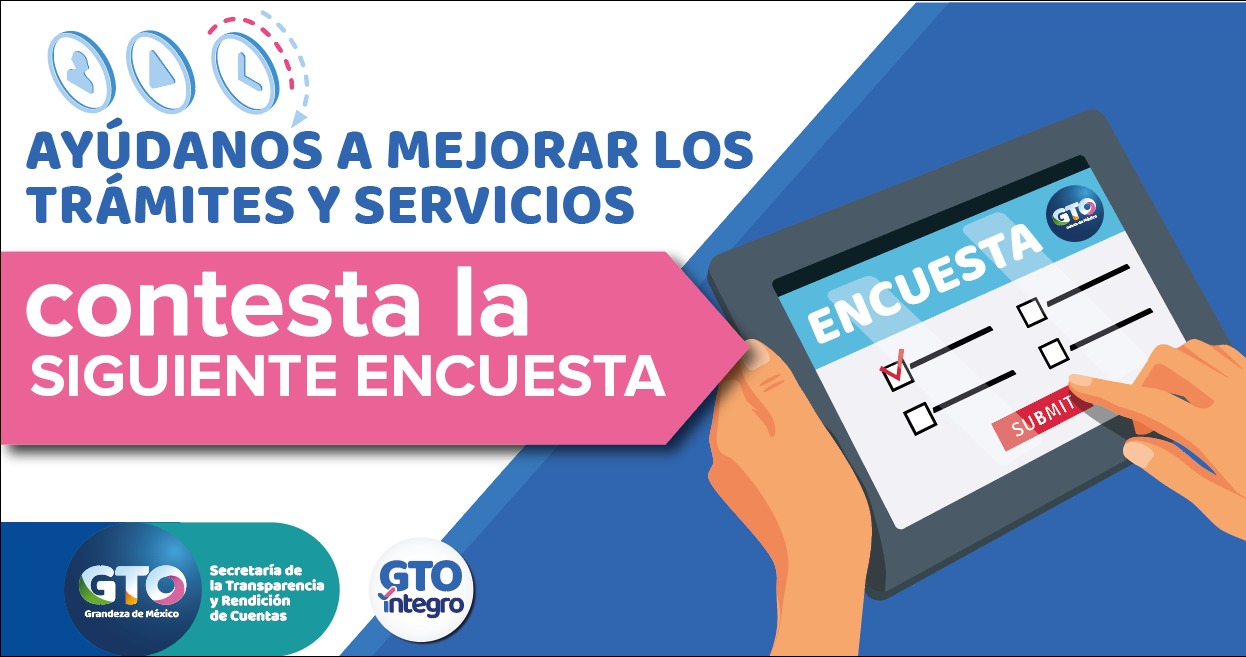 AYÚDANOS A MEJORAR LOS
TRÁMITES Y SERVICIOS
contesta la
SIGUIENTE ENCUESTA
ENCUESTA
GTO
SUBMIT
GTO
Grandeza de México
Secretaría de
la Transparencia
y Rendición
de Cuentas
GTO
íntegro